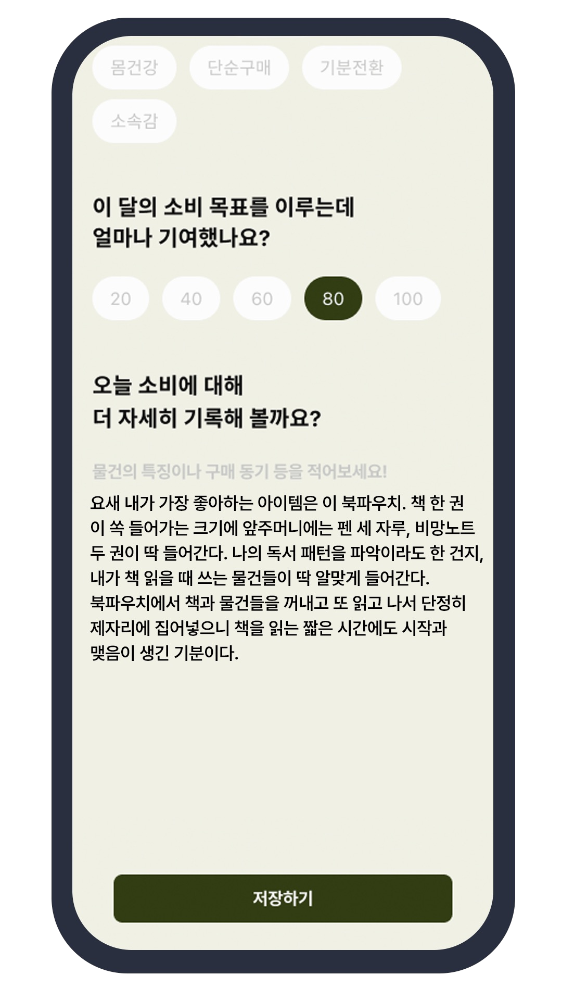 몸건강 단순구매 기분전환
소속감
이 달의 소비 목표를 이루는데
얼마나 기여했나요?
20 40 60 80 100
오늘 소비에 대해
더 자세히 기록해 볼까요?
물건의 특징이나 구매 동기 등을 적어보세요!
요새 내가 가장 좋아하는 아이템은 이 북파우치. 책 한 권
이 쏙 들어가는 크기에 앞주머니에는 펜 세 자루, 비망노트
두 권이 딱 들어간다. 나의 독서 패턴을 파악이라도 한 건지,
내가 책 읽을 때 쓰는 물건들이 딱 알맞게 들어간다.
북파우치에서 책과 물건들을 꺼내고 또 읽고 나서 단정히
제자리에 집어넣으니 책을 읽는 짧은 시간에도 시작과
맺음이 생긴 기분이다.
저장하기